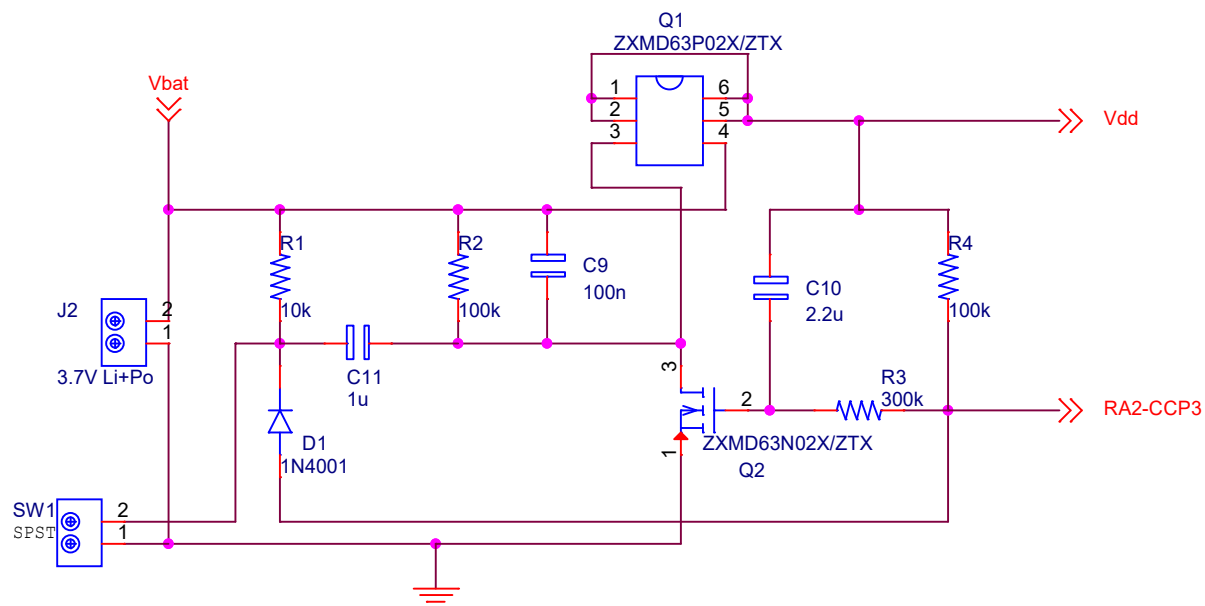 Q1
ZXMD63P02X/ZTX
Vbat
1
2
3
6
5
4
Vdd
R1
10k
R2
100k
C9
100n
C10
2.2u
R4
100k
J2
2
1
3.7V Li+Po
C11
1u
3
2
1
R3
300k
RA2-CCP3
ZXMD63N02X/ZTX
Q2
D1
1N4001
SW1
SPST
2
1